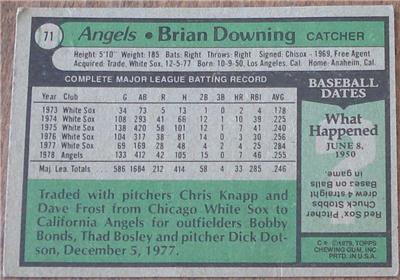 71
Angels • Brian Downing CATCHER
Height: 5'10" Weight: 185 Bats: Right Throws: Right Signed: Chisox - 1969, Free Agent
Acquired: Trade, White Sox, 12-5-77 Born: 10-9-50, Los Angeles, Cal. Home: Anaheim, Cal.
COMPLETE MAJOR LEAGUE BATTING RECORD
Year Club G AB R H 2B 3B HR RBI AVG
1973 White Sox 34 73 5 13 1 0 2 4 .178
1974 White Sox 108 293 41 66 12 1 10 39 .225
1975 White Sox 138 420 58 101 12 1 7 41 .240
1976 White Sox 104 317 38 81 14 0 3 30 .256
1977 White Sox 69 169 28 48 4 2 4 25 .284
1978 Angels 133 412 42 105 15 0 7 46 .255
Maj. Lea. Totals 586 1684 212 414 58 4 33 185 .246
Traded with pitchers Chris Knapp and
Dave Frost from Chicago White Sox to
California Angels for outfielders Bobby
Bonds, Thad Bosley and pitcher Dick Dot-
son, December 5, 1977.
BASEBALL
DATES
What
Happened
JUNE 8,
1950
Red Sox Pitcher
Chuck Stobbs
drew 4 straight
Bases on Balls
in game.
© 1979, TOPPS
CHEWING GUM, INC.
PRTD. IN U.S.A.